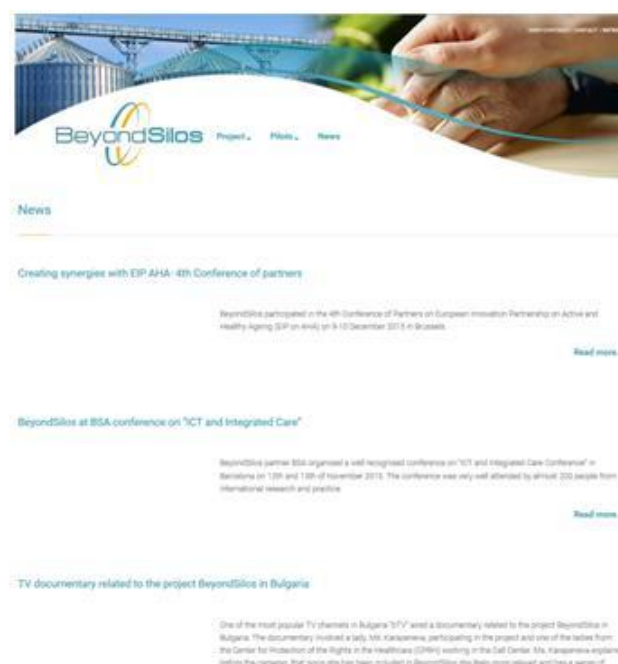 BeyondSilos
Project
Pilots
News
News
Creating synergies with EIP AHA- 4th Conference of partners
BeyondSilos participated in the 4th Conference of Partners on European Innovation Partnership on Active and
Healthy Ageing (EIP on AHA) on 9-10 December 2015 in Brussels.
Read more
BeyondSilos at BSA conference on "ICT and Integrated Care"
BeyondSilos partner BSA organised a well recognised conference on "ICT and Integrated Care Conference" in
Barcelona on 12th and 13th of November 2015. The conference was very well attended by almost 200 people from
international research and practice.
Read more
TV documentary related to the project BeyondSilos in Bulgaria
One of the most popular TV channels in Bulgaria "bTV" aired a documentary related to the project BeyondSilos in
Bulgaria. The documentary involved a lady, Ms. Karapeneva, participating in the project and one of the ladies from
the Center for Protection of the Rights in the Healthcare (CPRH) working in the Call Center. Ms. Karapeneva explains